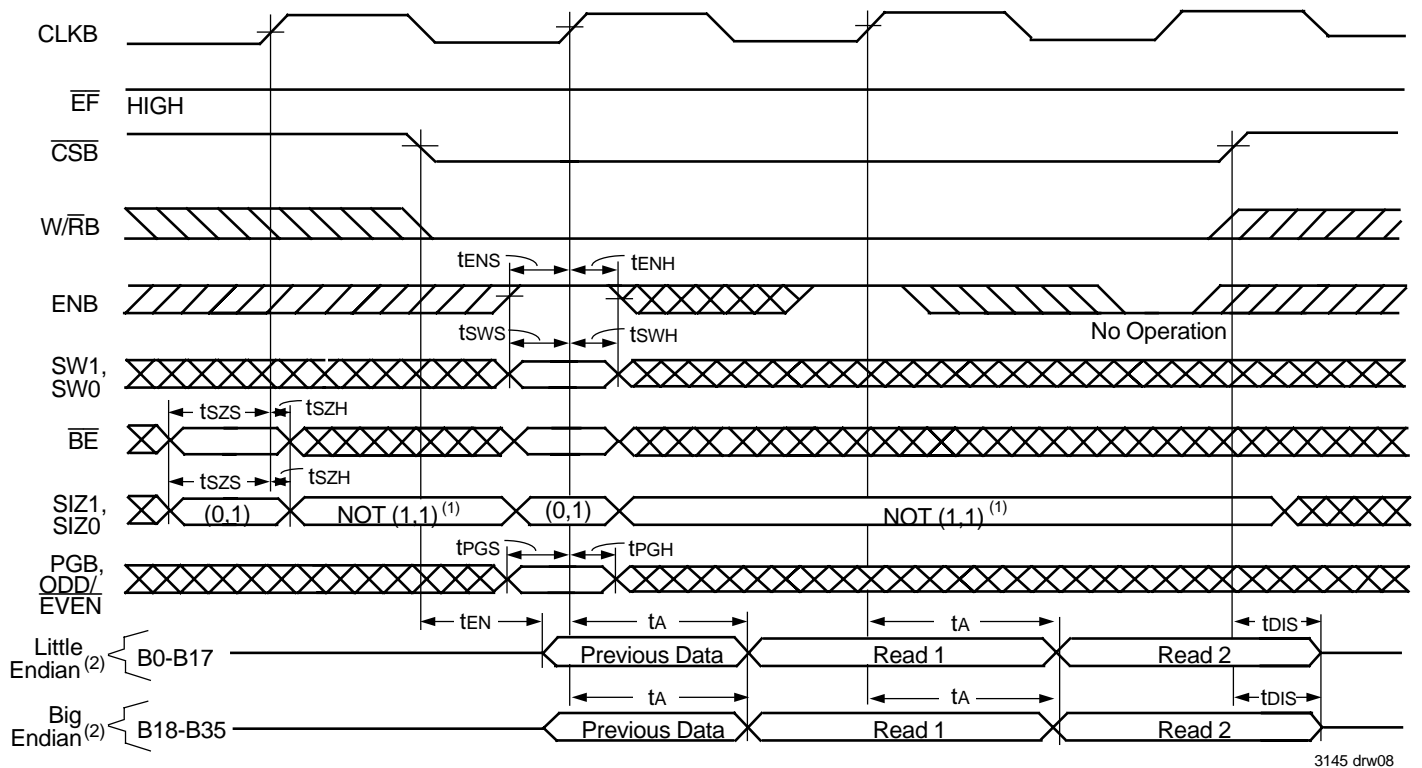 CLKB
EF HIGH
CSB
W/RB
tENS tENH
ENB
No Operation
tSWS tSWH
SW1,
SW0
tSZS tSZH
BE
tSZS tSZH
SIZ1,
SIZ0
(0,1) NOT (1,1) (1) (0,1) NOT (1,1) (1)
tPGS tPGH
PGB,
ODD/
EVEN
tEN tA tA tDIS
Little
Endian (2) B0-B17 Previous Data Read 1 Read 2
tA tA tDIS
Big
Endian (2) B18-B35 Previous Data Read 1 Read 2
3145 drw08